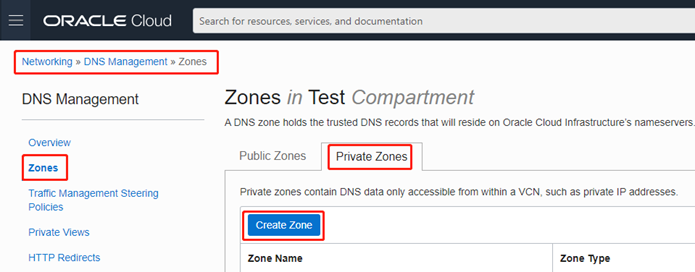 ORACLE Cloud
Search for resources, services, and documentation
Networking » DNS Management » Zones
DNS Management
Overview
Zones
Traffic Management Steering
Policies
Private Views
HTTP Redirects
Zones in Test Compartment
A DNS zone holds the trusted DNS records that will reside on Oracle Cloud Infrastructure's nameservers.
Public Zones
Private Zones
Private zones contain DNS data only accessible from within a VCN, such as private IP addresses.
Create Zone
Zone Name
Zone Type